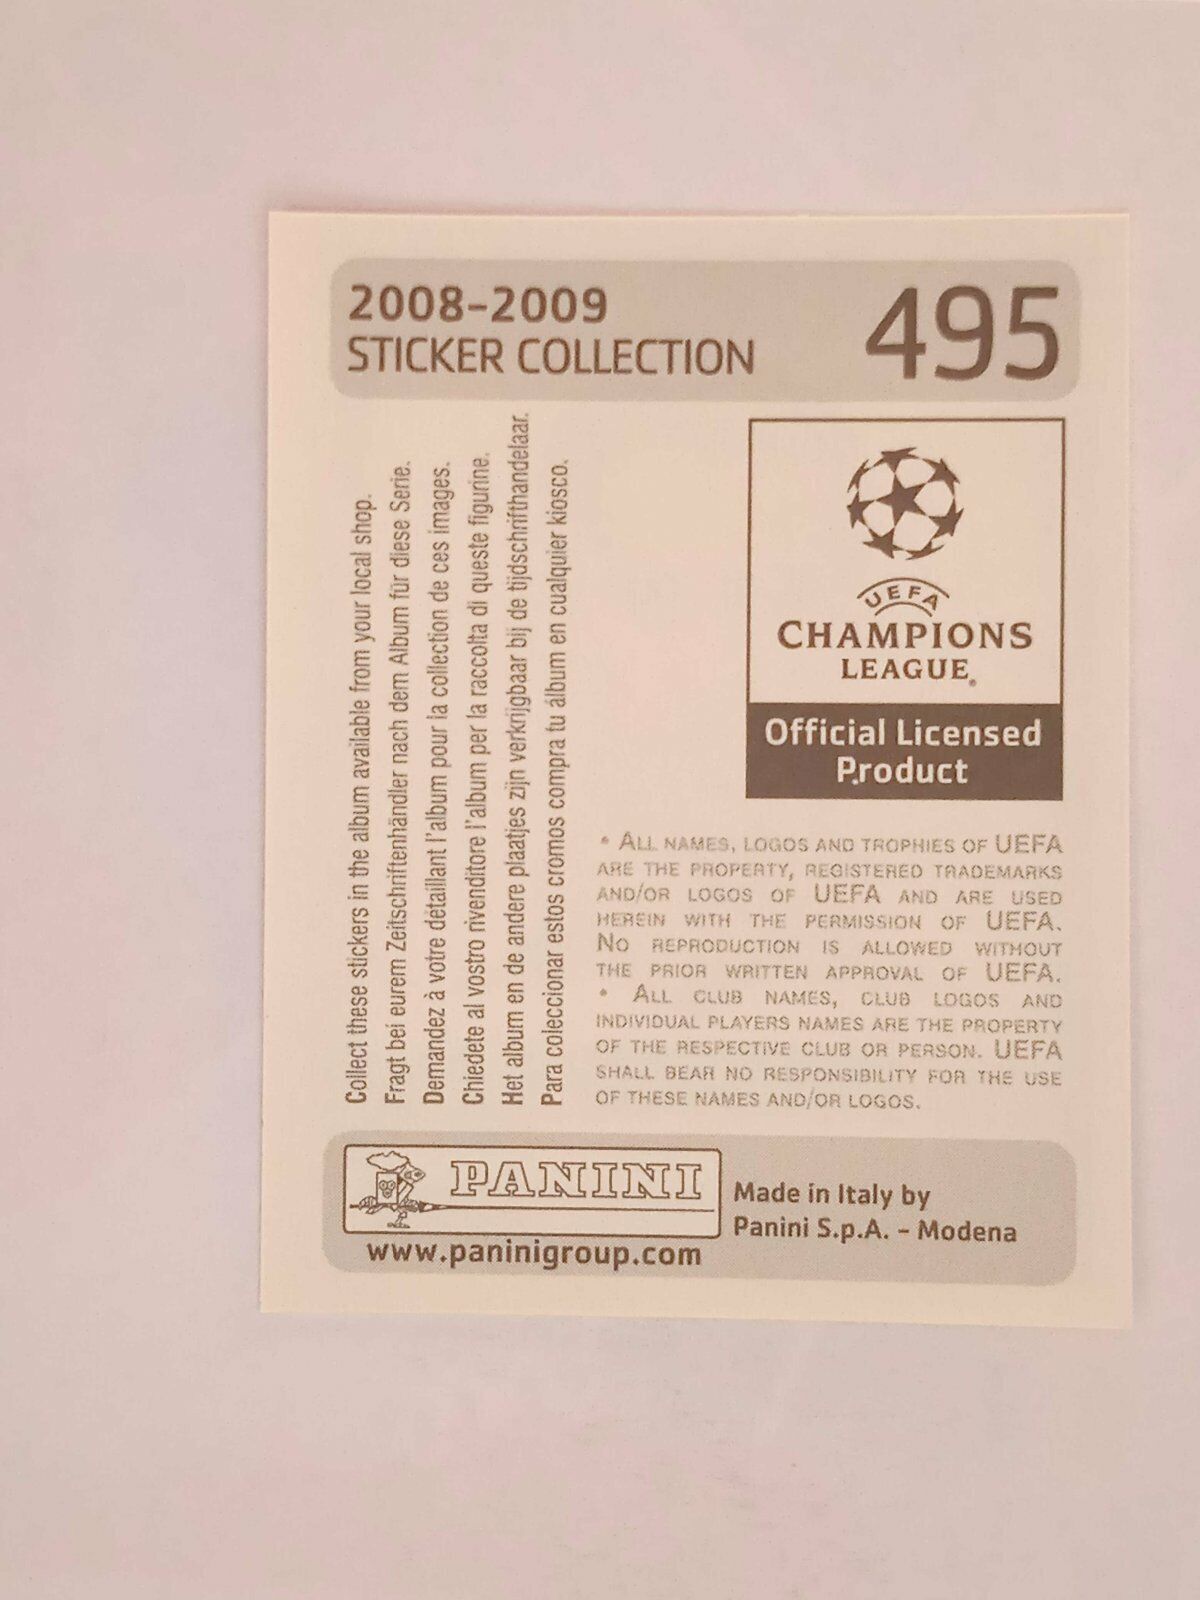 2008-2009
STICKER COLLECTION
495
Collect these stickers in the album available from your local shop.
Fragt bei eurem Zeitschriftenhändler nach dem Album für diese Serie.
Demandez à votre détaillant l'album pour la collection de ces images.
Chiedete al vostro rivenditore l'album per la raccolta di queste figurine.
Het album en de andere plaatjes zijn verkrijgbaar bij de tijdschrifthandelaar.
Para coleccionar estos cromos compra tu álbum en cualquier kiosco.
UEFA
CHAMPIONS
LEAGUE®
Official Licensed
Product
• ALL NAMES, LOGOS AND TROPHIES OF UEFA
ARE THE PROPERTY, REGISTERED TRADEMARKS
AND/OR LOGOS OF UEFA AND ARE USED
HEREIN WITH THE PERMISSION OF UEFA.
NO REPRODUCTION IS ALLOWED WITHOUT
THE PRIOR WRITTEN APPROVAL OF UEFA.
• ALL CLUB NAMES, CLUB LOGOS AND
INDIVIDUAL PLAYERS NAMES ARE THE PROPERTY
OF THE RESPECTIVE CLUB OR PERSON. UEFA
SHALL BEAR NO RESPONSIBILITY FOR THE USE
OF THESE NAMES AND/OR LOGOS.
PANINI
www.paninigroup.com
Made in Italy by
Panini S.p.A. - Modena